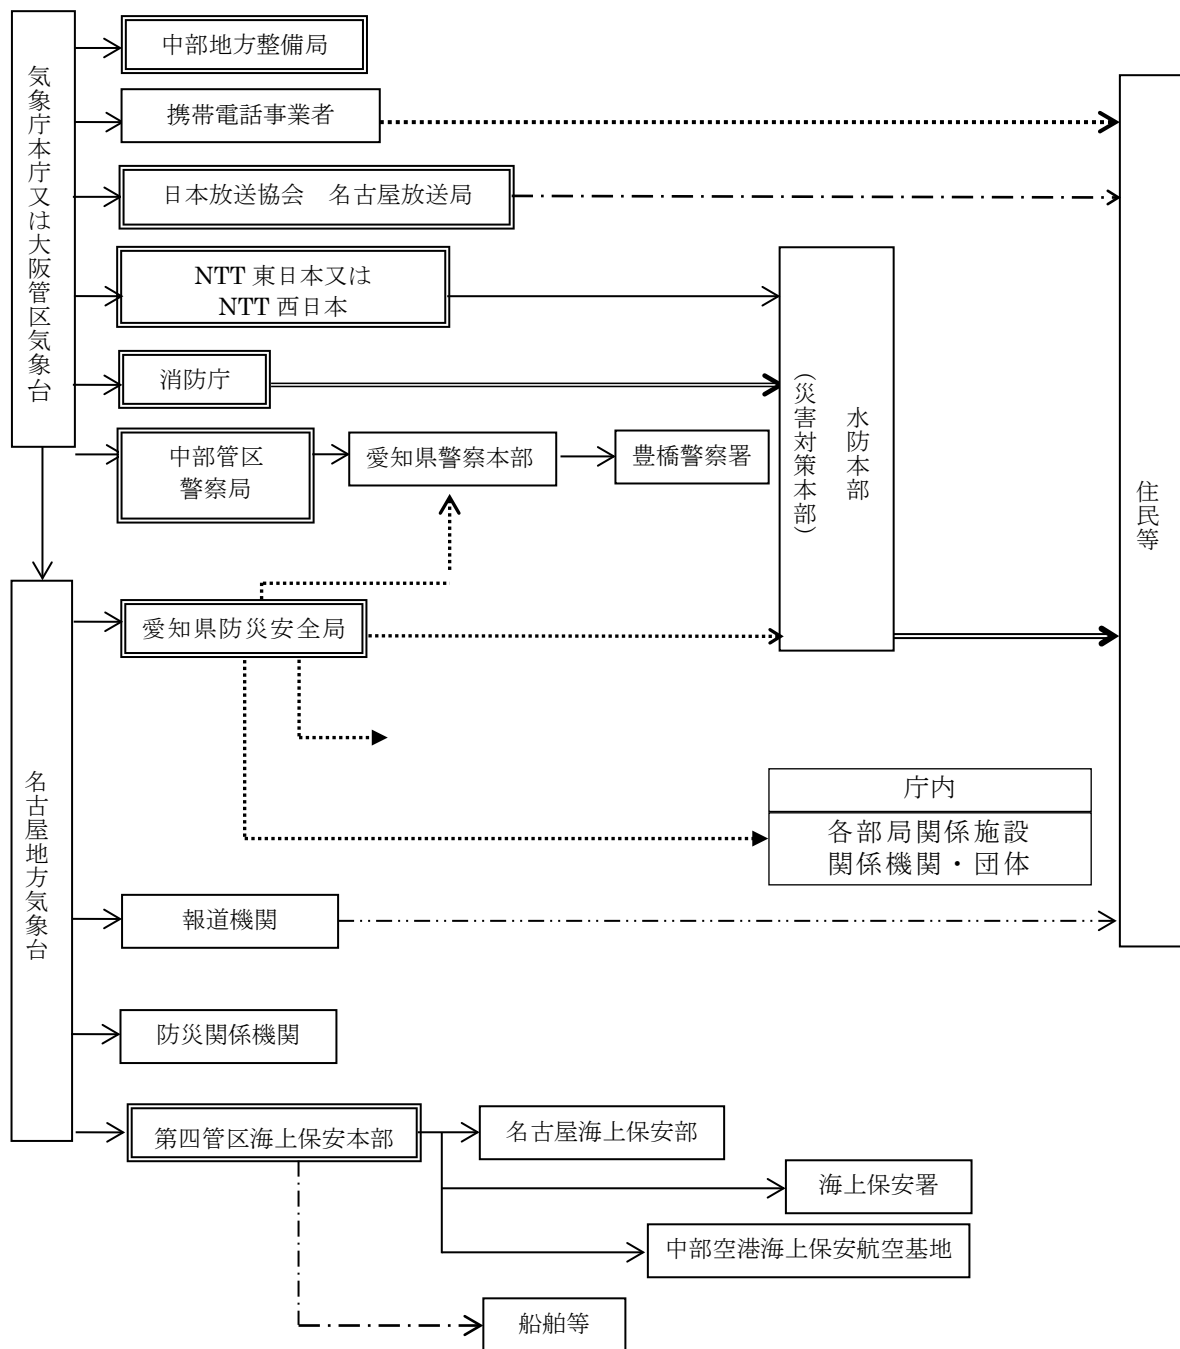 気象庁本庁又は大阪管区気象台
中部地方整備局
携帯電話事業者
日本放送協会　名古屋放送局
NTT 東日本又は
NTT 西日本
消防庁
中部管区
警察局
愛知県警察本部
豊橋警察署
水防本部
（災害対策本部）
住民等
名古屋地方気象台
愛知県防災安全局
庁内
各部局関係施設
関係機関・団体
報道機関
防災関係機関
第四管区海上保安本部
名古屋海上保安部
海上保安署
中部空港海上保安航空基地
船舶等